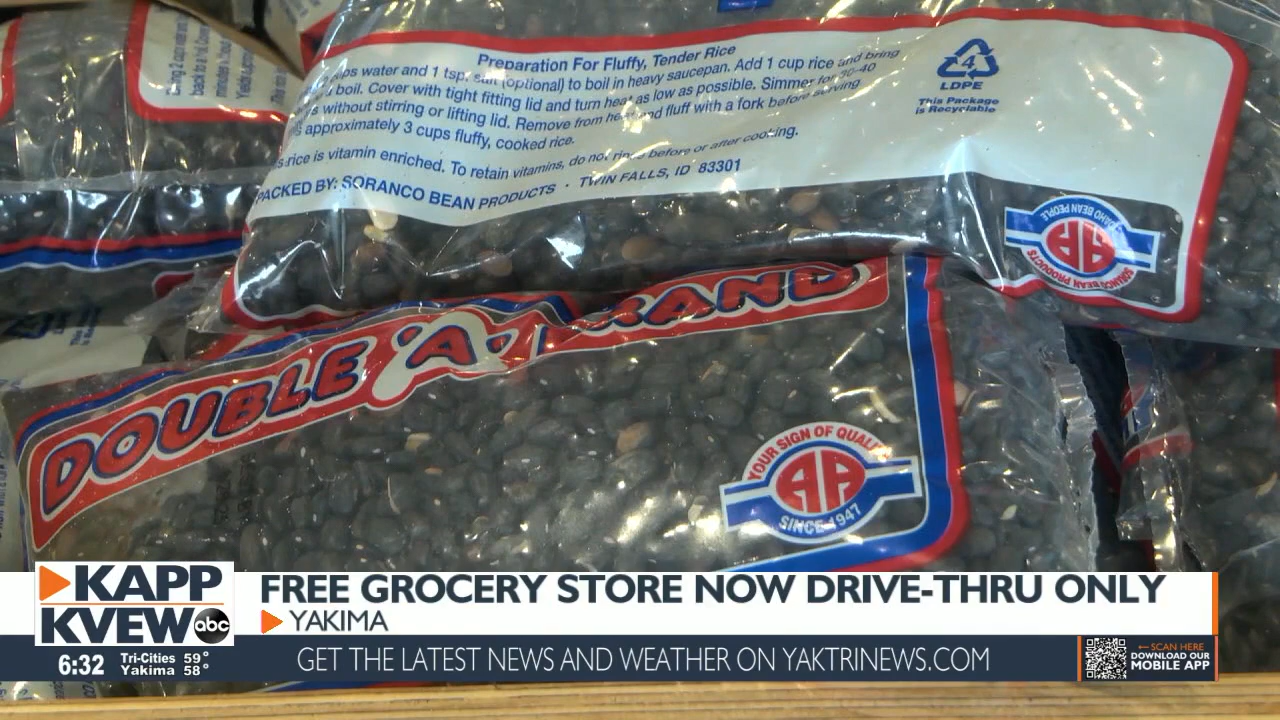 Preparation For Fluffy, Tender Rice
water and 1 tsp. salt (optional) to boil in heavy saucepan. Add 1 cup rice and bring
boil. Cover with tight fitting lid and turn heat as low as possible. Simmer for 30-40
without stirring or lifting lid. Remove from heat and fluff with a fork before serving
approximately 3 cups fluffy, cooked rice.
rice is vitamin enriched. To retain vitamins, do not rinse before or after cooking.
PACKED BY: SORANCO BEAN PRODUCTS · TWIN FALLS, ID 83301
4
LDPE
This Package
is Recyclable
IDAHO BEAN PEOPLE
AA
SORANCO BEAN PRODUCTS
DOUBLE "A" BRAND
YOUR SIGN OF QUALITY
AA
SINCE 1947
KAPP
KVEW abc
FREE GROCERY STORE NOW DRIVE-THRU ONLY
YAKIMA
6:32
Tri-Cities 59°
Yakima 58°
GET THE LATEST NEWS AND WEATHER ON YAKTRINEWS.COM
SCAN HERE
DOWNLOAD OUR
MOBILE APP